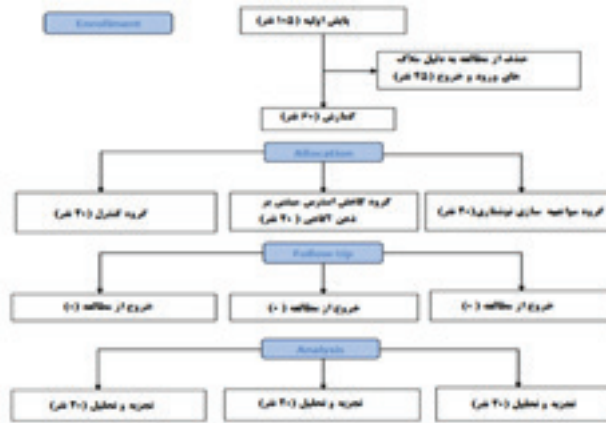 Enrollment
پایش اولیه (۱۰۵ نفر)
حذف از مطالعه به دلیل ملاک
های ورود و خروج (۴۵ نفر)
گمارش (۶۰ نفر)
Allocation
گروه مواجهه سازی نوشتاری (۲۰ نفر)
گروه کاهش استرس مبتنی بر
ذهن آگاهی (۲۰ نفر)
گروه کنترل (۲۰ نفر)
Follow-Up
خروج از مطالعه (۰)
خروج از مطالعه (۰)
خروج از مطالعه (۰)
Analysis
تجزیه و تحلیل (۲۰ نفر)
تجزیه و تحلیل (۲۰ نفر)
تجزیه و تحلیل (۲۰ نفر)